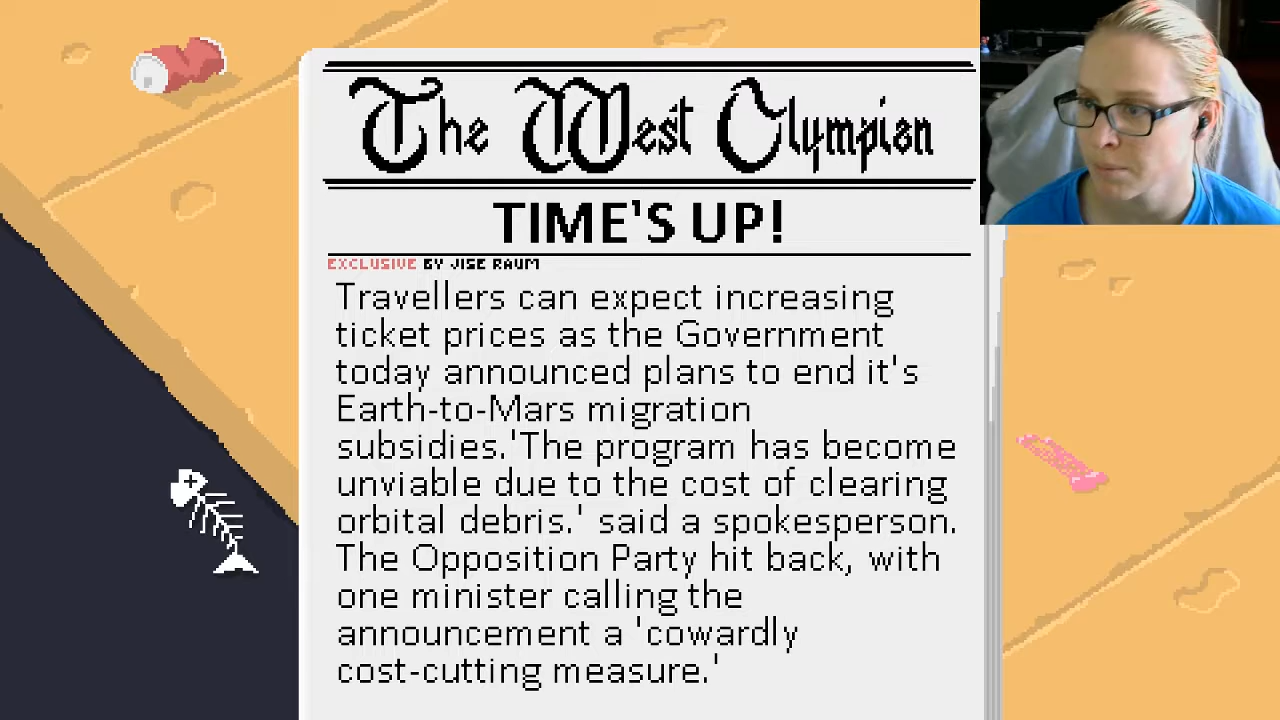 The West Olympian
TIME'S UP!
EXCLUSIVE BY JISE RAUM
Travellers can expect increasing
ticket prices as the Government
today announced plans to end it's
Earth-to-Mars migration
subsidies.'The program has become
unviable due to the cost of clearing
orbital debris.' said a spokesperson.
The Opposition Party hit back, with
one minister calling the
announcement a 'cowardly
cost-cutting measure.'